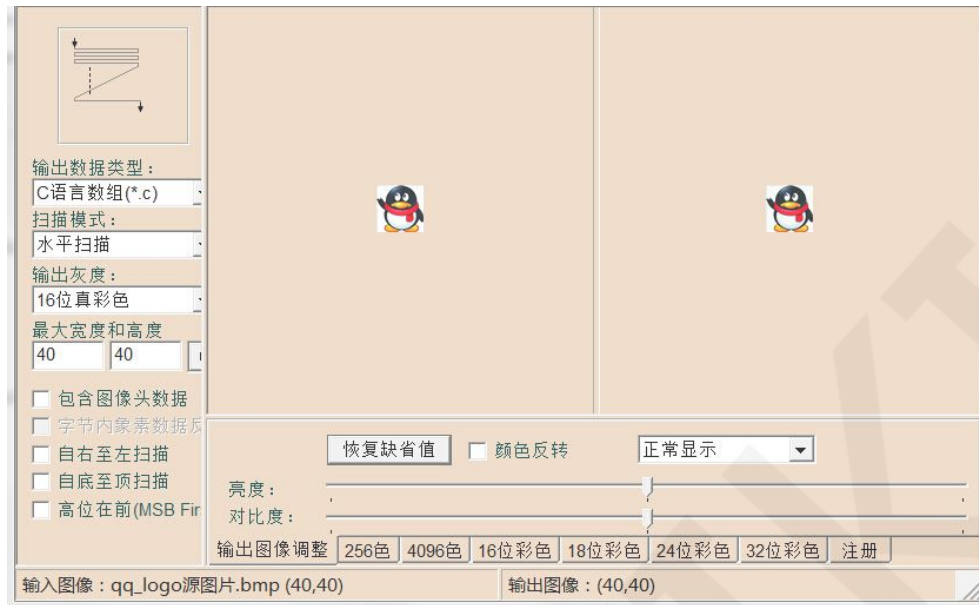 输出数据类型：
C语言数组(*.c)
扫描模式：
水平扫描
输出灰度：
16位真彩色
最大宽度和高度
40 40
包含图像头数据
字节内象素数据反
自右至左扫描
自底至顶扫描
高位在前(MSB Fir
恢复缺省值 颜色反转 正常显示
亮度：
对比度：
输出图像调整 256色 4096色 16位彩色 18位彩色 24位彩色 32位彩色 注册
输入图像：qq_logo源图片.bmp (40,40) 输出图像：(40,40)